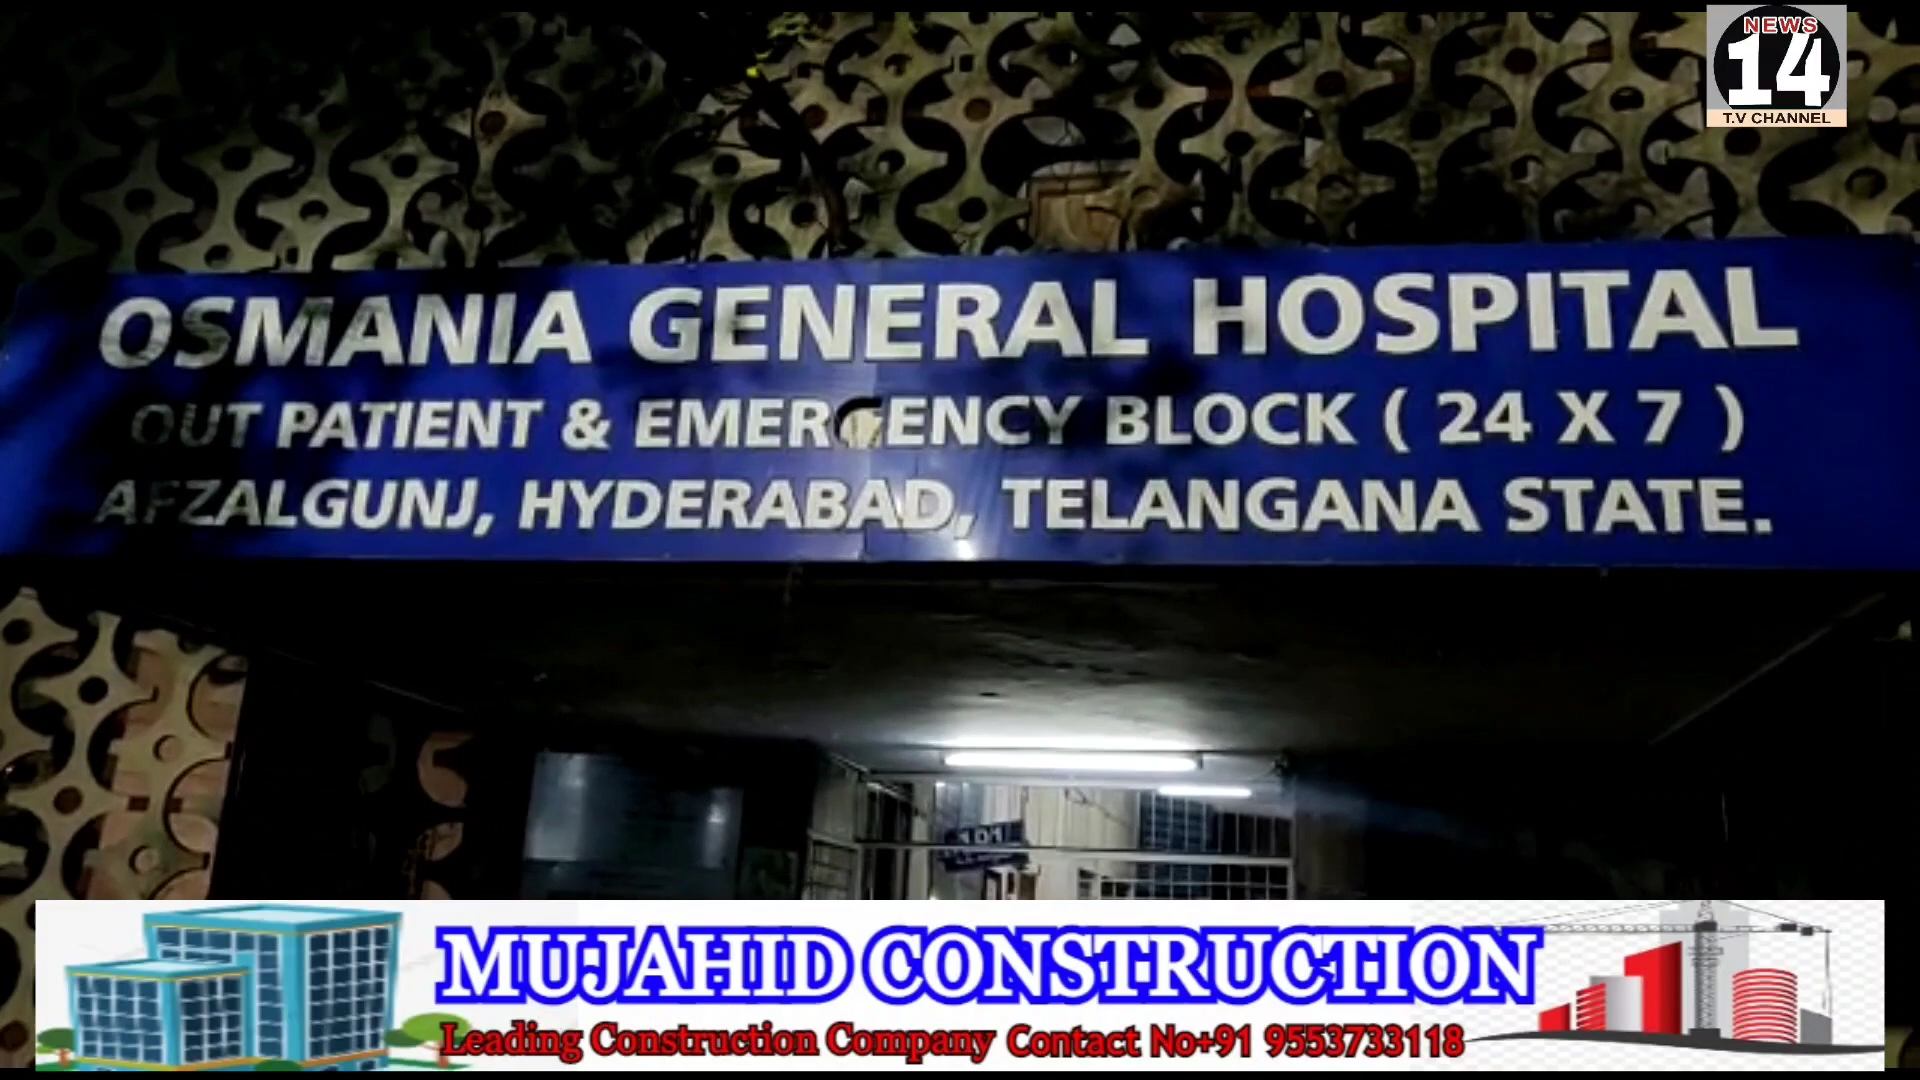 NEWS
14
T.V CHANNEL
OSMANIA GENERAL HOSPITAL
OUT PATIENT & EMERGENCY BLOCK ( 24 X 7 )
AFZALGUNJ, HYDERABAD, TELANGANA STATE.
MUJAHID CONSTRUCTION
Leading Construction Company Contact No+91 9553733118